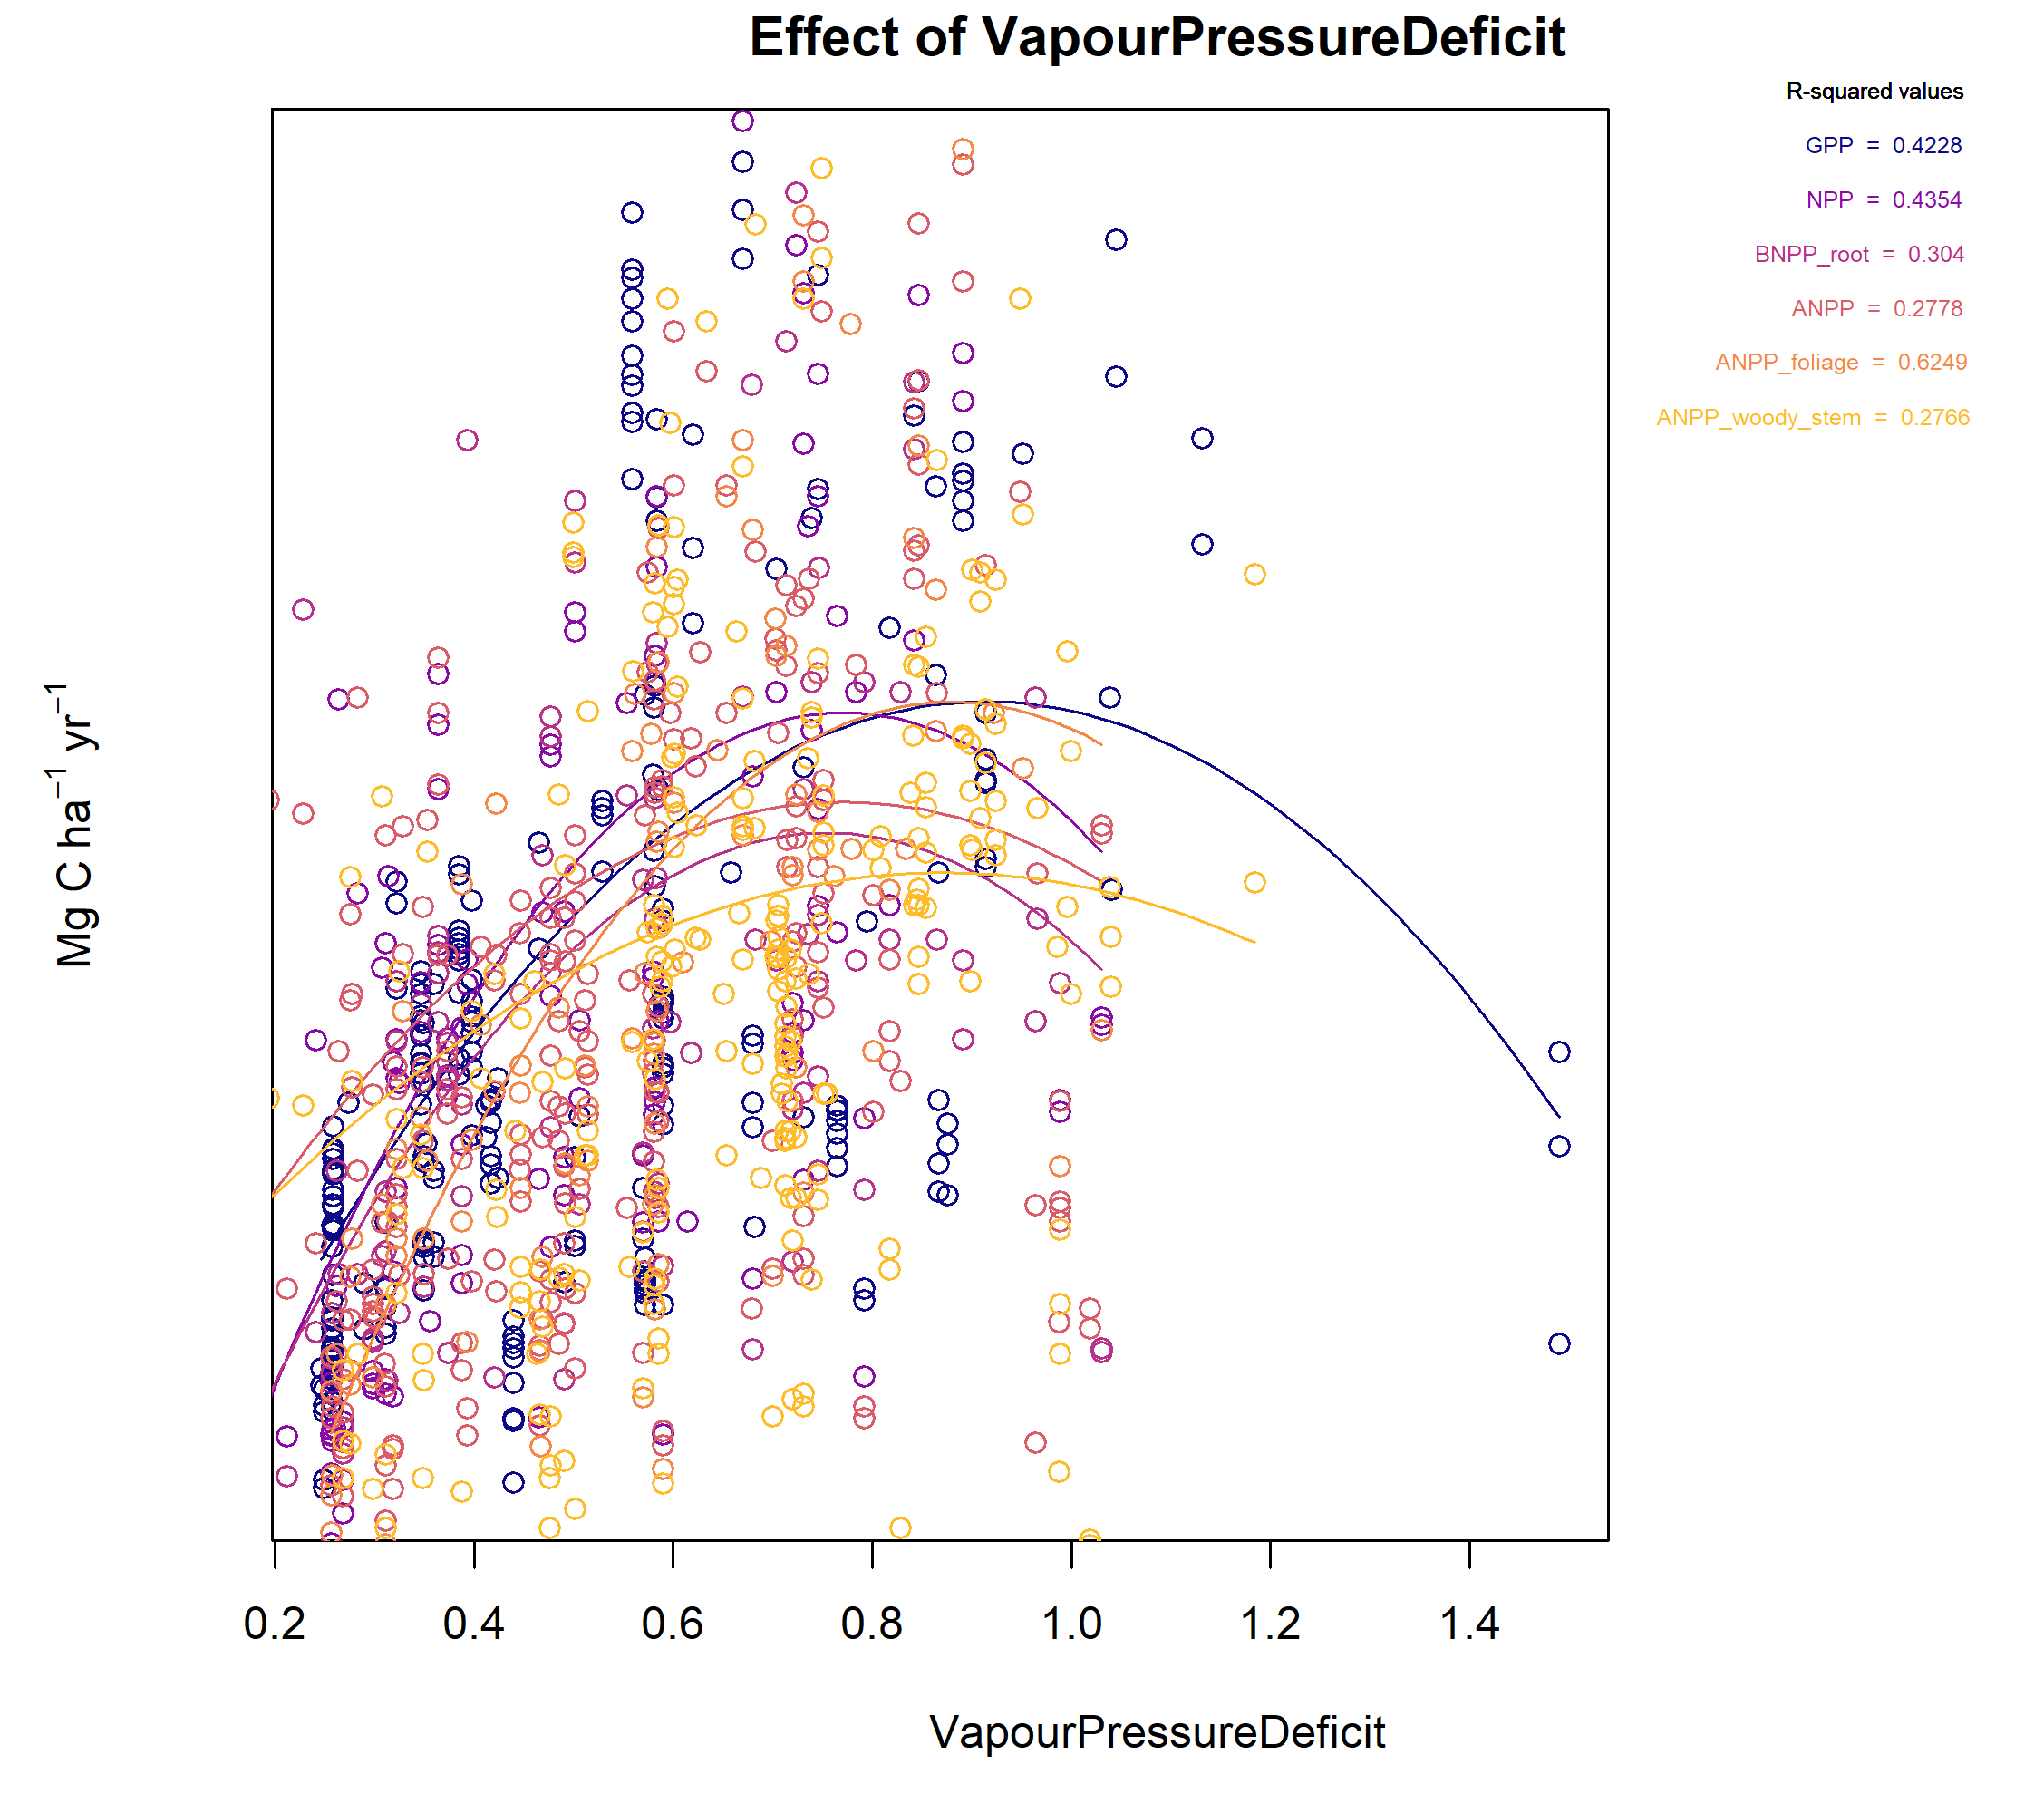 Effect of VapourPressureDeficit
R-squared values
GPP = 0.4228
NPP = 0.4354
BNPP_root = 0.304
ANPP = 0.2778
ANPP_foliage = 0.6249
ANPP_woody_stem = 0.2766
Mg C ha⁻¹ yr⁻¹
0.2 0.4 0.6 0.8 1.0 1.2 1.4
VapourPressureDeficit